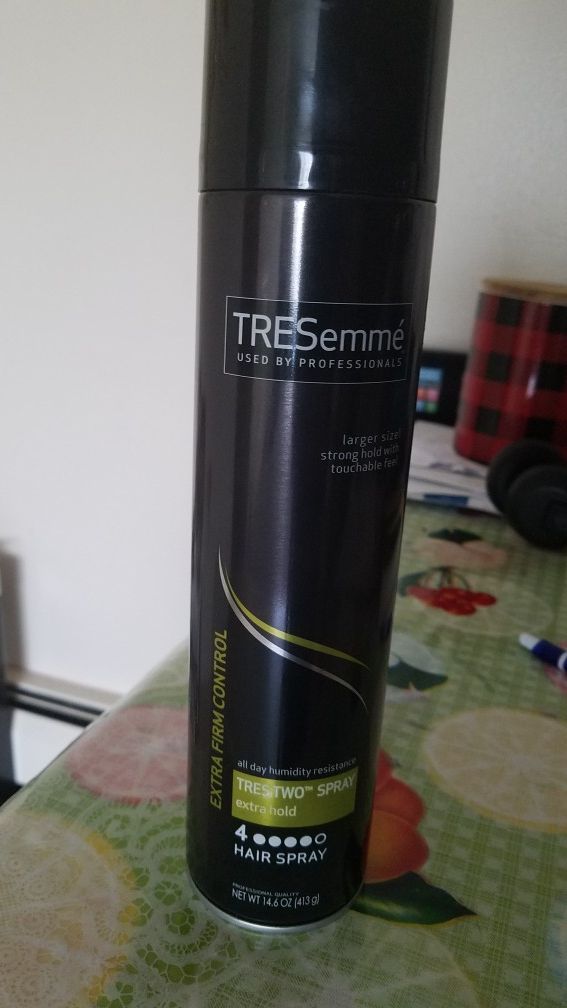 TRESemmé
USED BY PROFESSIONALS
larger size!
strong hold with
touchable feel
EXTRA FIRM CONTROL
all day humidity resistance
TRES TWO™ SPRAY
extra hold
4
HAIR SPRAY
PROFESSIONAL QUALITY
NET WT 14.6 OZ (413 g)